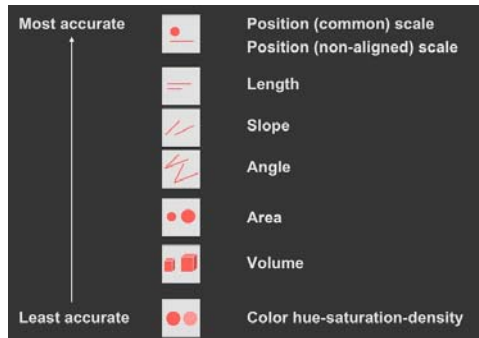 Most accurate
Position (common) scale
Position (non-aligned) scale
Length
Slope
Angle
Area
Volume
Least accurate
Color hue-saturation-density